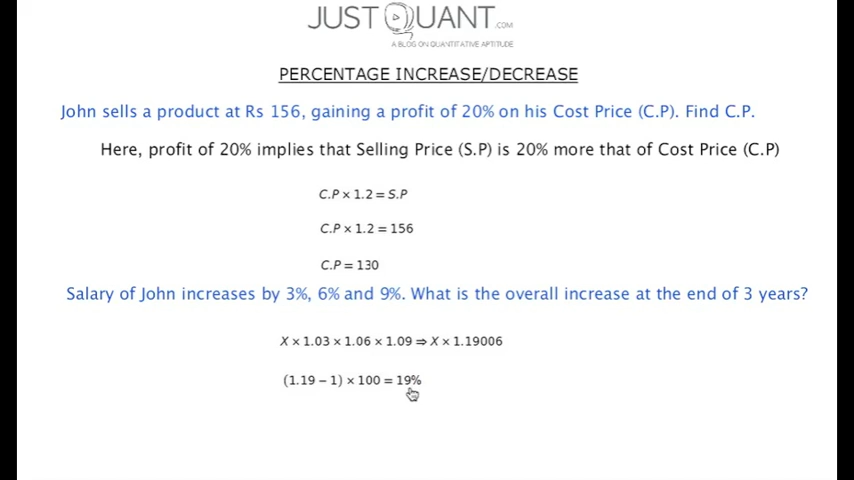 JUST QUANT.COM
A BLOG ON QUANTITATIVE APTITUDE
PERCENTAGE INCREASE/DECREASE
John sells a product at Rs 156, gaining a profit of 20% on his Cost Price (C.P). Find C.P.
Here, profit of 20% implies that Selling Price (S.P) is 20% more that of Cost Price (C.P)
C.P × 1.2 = S.P
C.P × 1.2 = 156
C.P = 130
Salary of John increases by 3%, 6% and 9%. What is the overall increase at the end of 3 years?
X × 1.03 × 1.06 × 1.09 ⇒ X × 1.19006
(1.19 − 1) × 100 = 19%